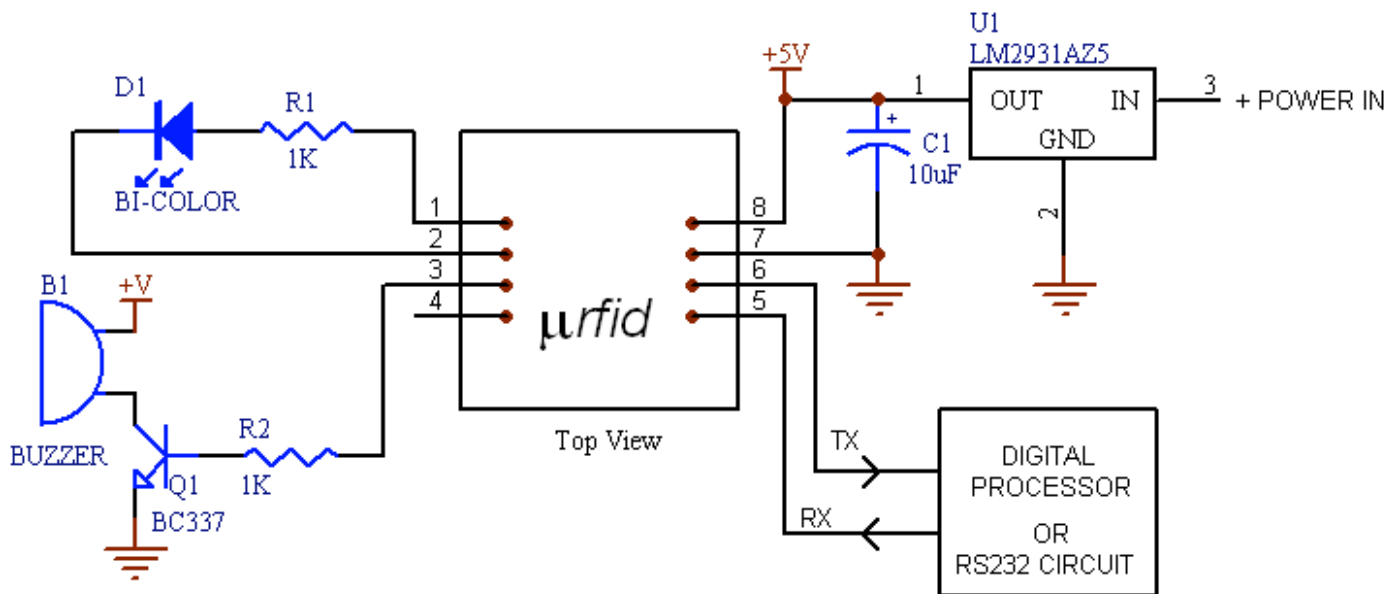 U1
LM2931AZ5
+5V
1
OUT
IN
3
+ POWER IN
GND
2
+
C1
10uF
D1
R1
1K
BI-COLOR
1
2
3
4
8
7
6
5
µrfid
Top View
B1
+V
BUZZER
Q1
BC337
R2
1K
TX
RX
DIGITAL
PROCESSOR
OR
RS232 CIRCUIT